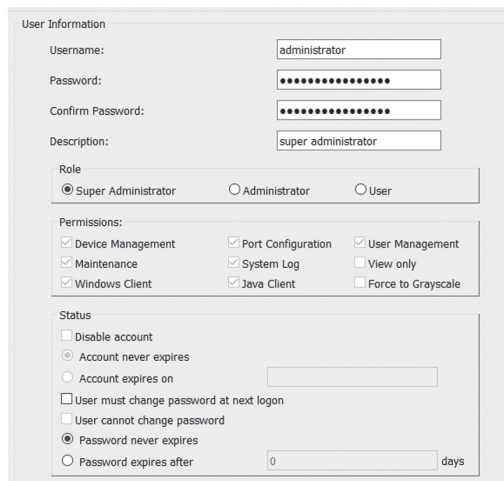 User Information
Username: administrator
Password: ●●●●●●●●●●●●●●●●
Confirm Password: ●●●●●●●●●●●●●●●●
Description: super administrator
Role
Super Administrator Administrator User
Permissions:
Device Management Port Configuration User Management
Maintenance System Log View only
Windows Client Java Client Force to Grayscale
Status
Disable account
Account never expires
Account expires on
User must change password at next logon
User cannot change password
Password never expires
Password expires after 0 days